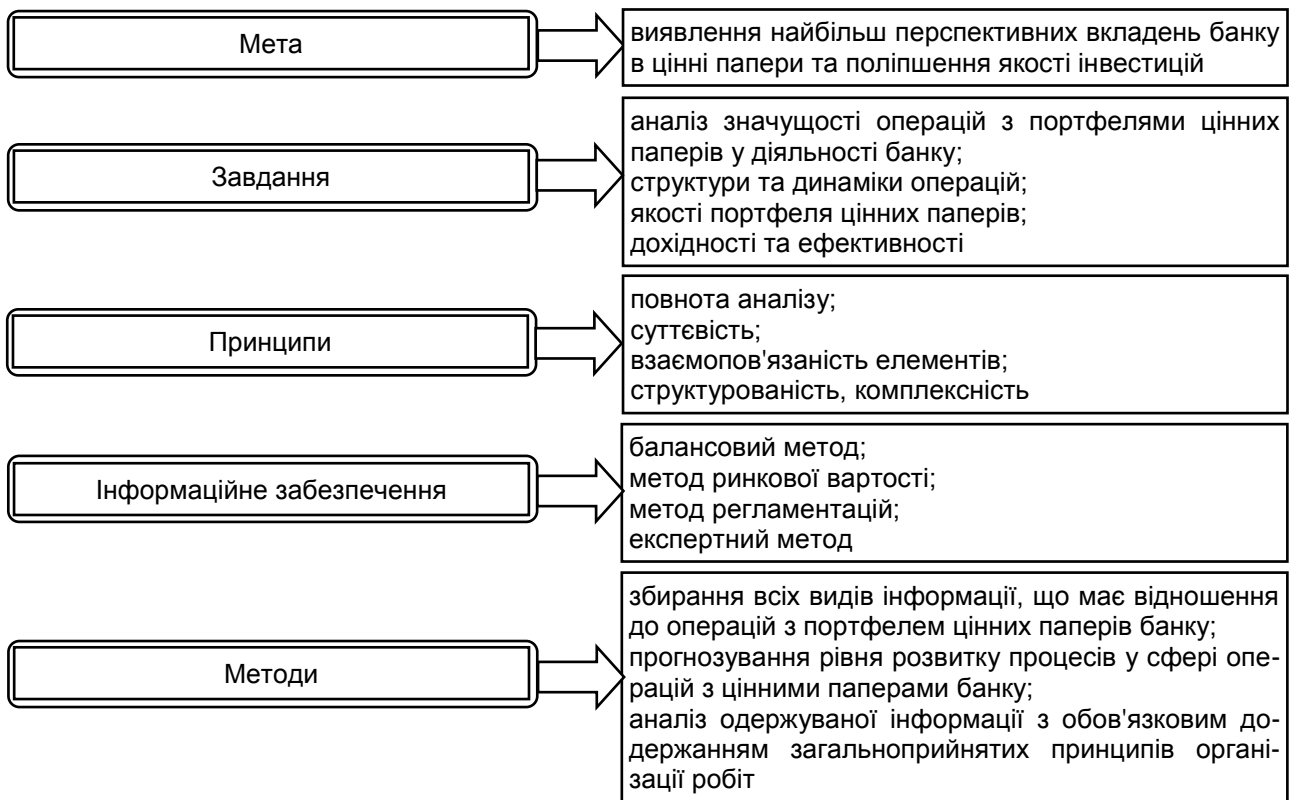 Мета
виявлення найбільш перспективних вкладень банку
в цінні папери та поліпшення якості інвестицій
Завдання
аналіз значущості операцій з портфелями цінних
паперів у діяльності банку;
структури та динаміки операцій;
якості портфеля цінних паперів;
дохідності та ефективності
Принципи
повнота аналізу;
суттєвість;
взаємопов'язаність елементів;
структурованість, комплексність
Інформаційне забезпечення
балансовий метод;
метод ринкової вартості;
метод регламентацій;
експертний метод
Методи
збирання всіх видів інформації, що має відношення
до операцій з портфелем цінних паперів банку;
прогнозування рівня розвитку процесів у сфері опе-
рацій з цінними паперами банку;
аналіз одержуваної інформації з обов'язковим до-
держанням загальноприйнятих принципів органі-
зації робіт